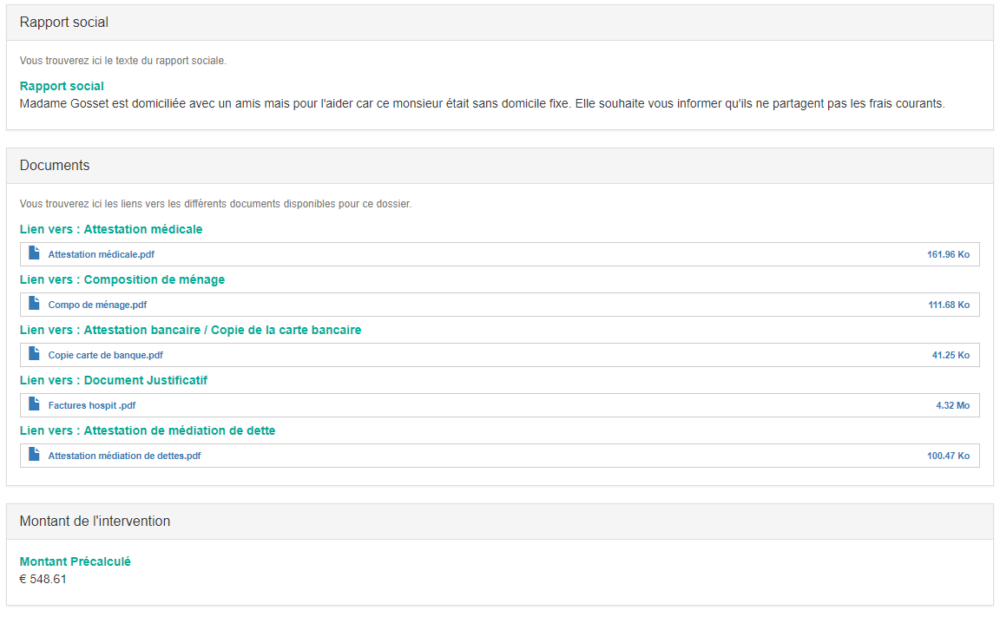 Rapport social
Vous trouverez ici le texte du rapport sociale.
Rapport social
Madame Gosset est domiciliée avec un amis mais pour l'aider car ce monsieur était sans domicile fixe. Elle souhaite vous informer qu'ils ne partagent pas les frais courants.
Documents
Vous trouverez ici les liens vers les différents documents disponibles pour ce dossier.
Lien vers : Attestation médicale
Attestation médicale.pdf 161.96 Ko
Lien vers : Composition de ménage
Compo de ménage.pdf 111.68 Ko
Lien vers : Attestation bancaire / Copie de la carte bancaire
Copie carte de banque.pdf 41.25 Ko
Lien vers : Document Justificatif
Factures hospit .pdf 4.32 Mo
Lien vers : Attestation de médiation de dette
Attestation médiation de dettes.pdf 100.47 Ko
Montant de l'intervention
Montant Précalculé
€ 548.61